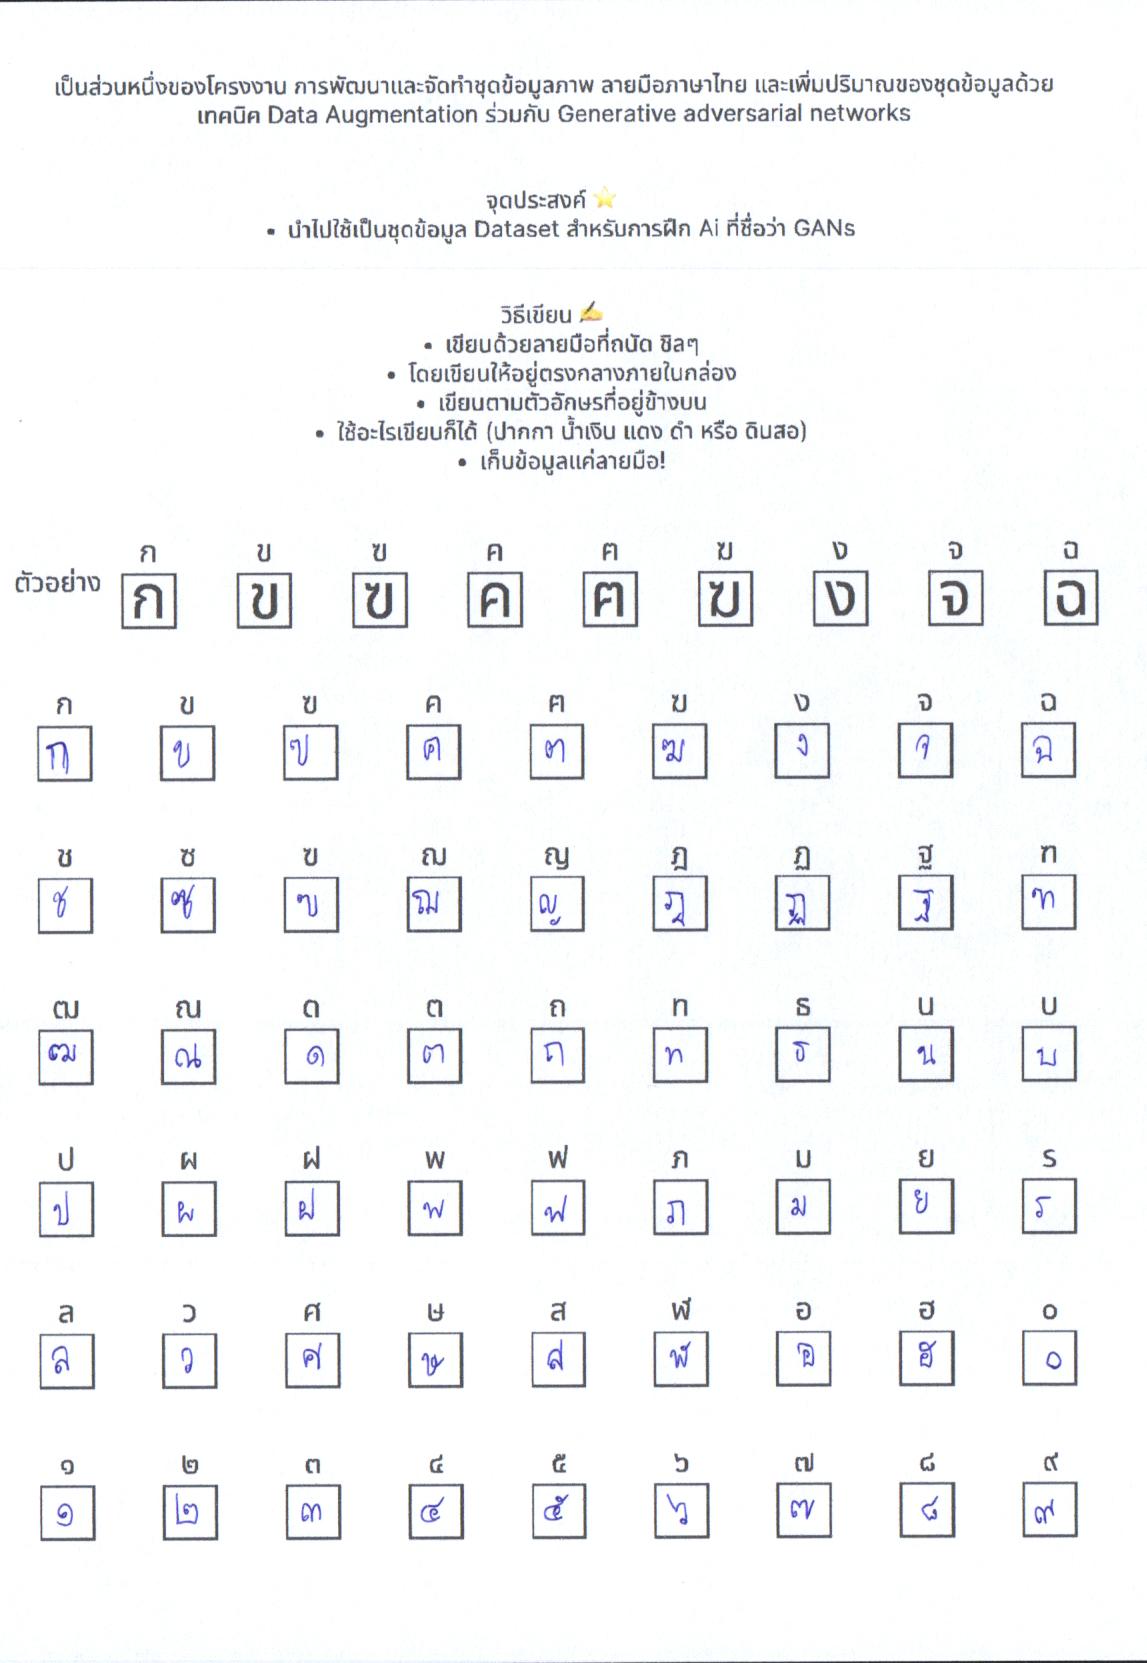 เป็นส่วนหนึ่งของโครงงาน การพัฒนาและจัดทำชุดข้อมูลภาพ ลายมือภาษาไทย และเพิ่มปริมาณของชุดข้อมูลด้วย
เทคนิค Data Augmentation ร่วมกับ Generative adversarial networks
จุดประสงค์ ⭐
• นำไปใช้เป็นชุดข้อมูล Dataset สำหรับการฝึก Ai ที่ชื่อว่า GANs
วิธีเขียน ✍
• เขียนด้วยลายมือที่ถนัด ชิลๆ
• โดยเขียนให้อยู่ตรงกลางภายในกล่อง
• เขียนตามตัวอักษรที่อยู่ข้างบน
• ใช้อะไรเขียนก็ได้ (ปากกา น้ำเงิน แดง ดำ หรือ ดินสอ)
• เก็บข้อมูลแค่ลายมือ!
ก ข ฃ ค ฅ ฆ ง จ ฉ
ตัวอย่าง ก ข ฃ ค ฅ ฆ ง จ ฉ
ก ข ฃ ค ฅ ฆ ง จ ฉ
ก ข ฃ ค ฅ ฆ ง จ ฉ
ช ซ ฃ ฌ ญ ฎ ฏ ฐ ฑ
ช ซ ฃ ฌ ญ ฎ ฏ ฐ ฑ
ฒ ณ ด ต ถ ท ธ น บ
ฒ ณ ด ต ถ ท ธ น บ
ป ผ ฝ พ ฟ ภ ม ย ร
ป ผ ฝ พ ฟ ภ ม ย ร
ล ว ศ ษ ส ฬ อ ฮ ๐
ล ว ศ ษ ส ฬ อ ฮ ๐
๑ ๒ ๓ ๔ ๕ ๖ ๗ ๘ ๙
๑ ๒ ๓ ๔ ๕ ๖ ๗ ๘ ๙